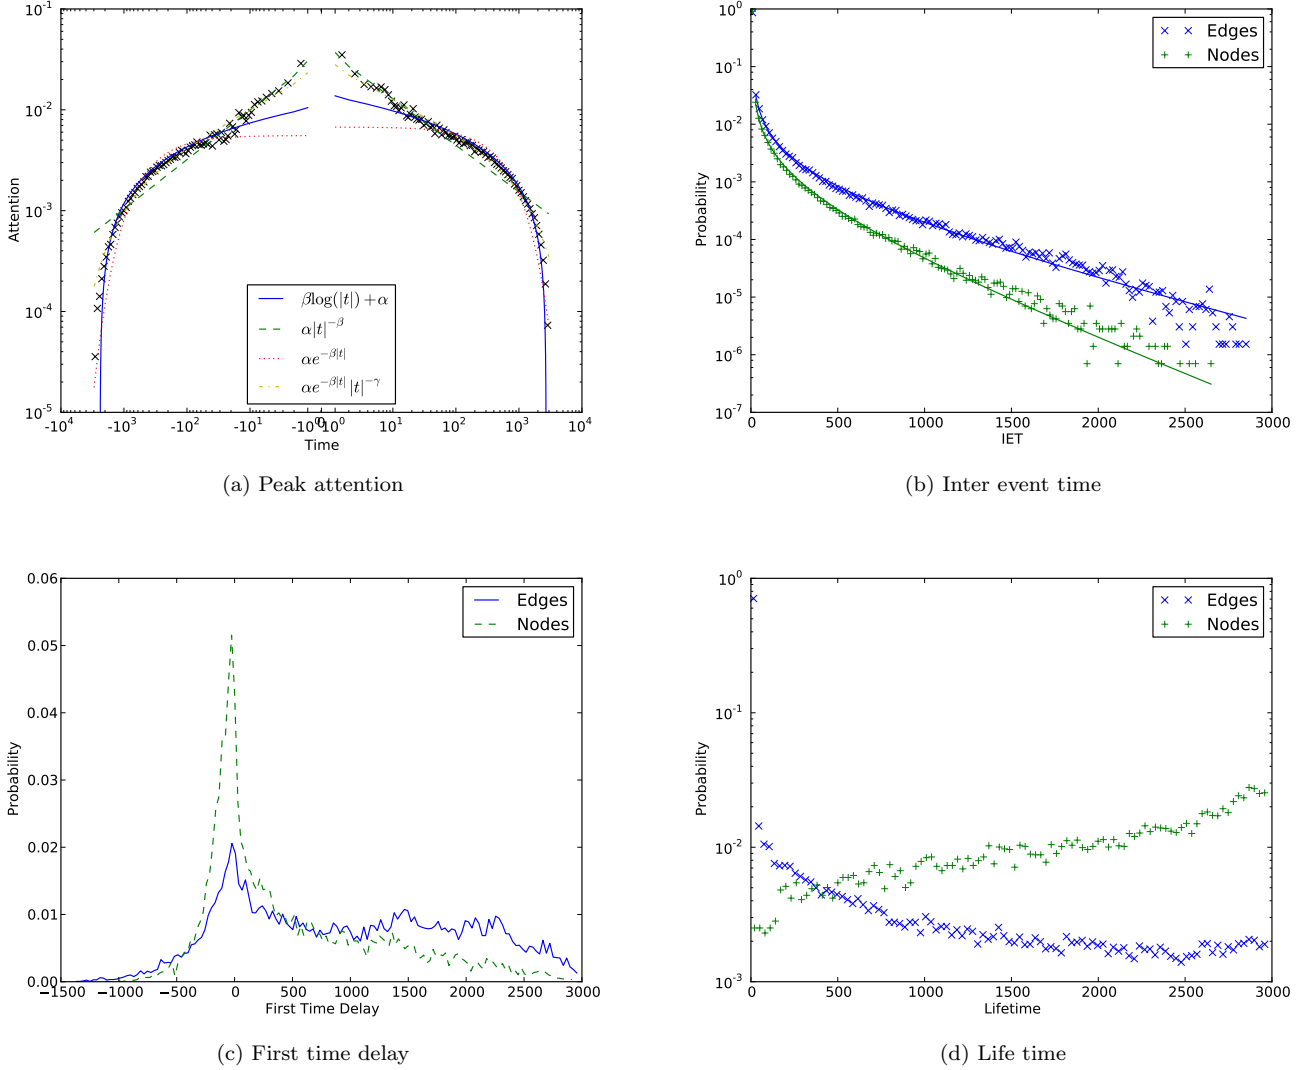 10^-1
10^-2
10^-3
10^-4
10^-5
Attention
βlog(|t|)+α
α|t|^-β
αe^-β|t|
αe^-β|t| |t|^-γ
-10^4 -10^3 -10^2 -10^1 -10^0 0 10^0 10^1 10^2 10^3 10^4
Time
(a) Peak attention
10^0
10^-1
10^-2
10^-3
10^-4
10^-5
10^-6
10^-7
Probability
Edges
Nodes
0 500 1000 1500 2000 2500 3000
IET
(b) Inter event time
0.06
0.05
0.04
0.03
0.02
0.01
0.00
Probability
Edges
Nodes
−1500 −1000 −500 0 500 1000 1500 2000 2500 3000
First Time Delay
(c) First time delay
10^0
10^-1
10^-2
10^-3
Probability
Edges
Nodes
0 500 1000 1500 2000 2500 3000
Lifetime
(d) Life time